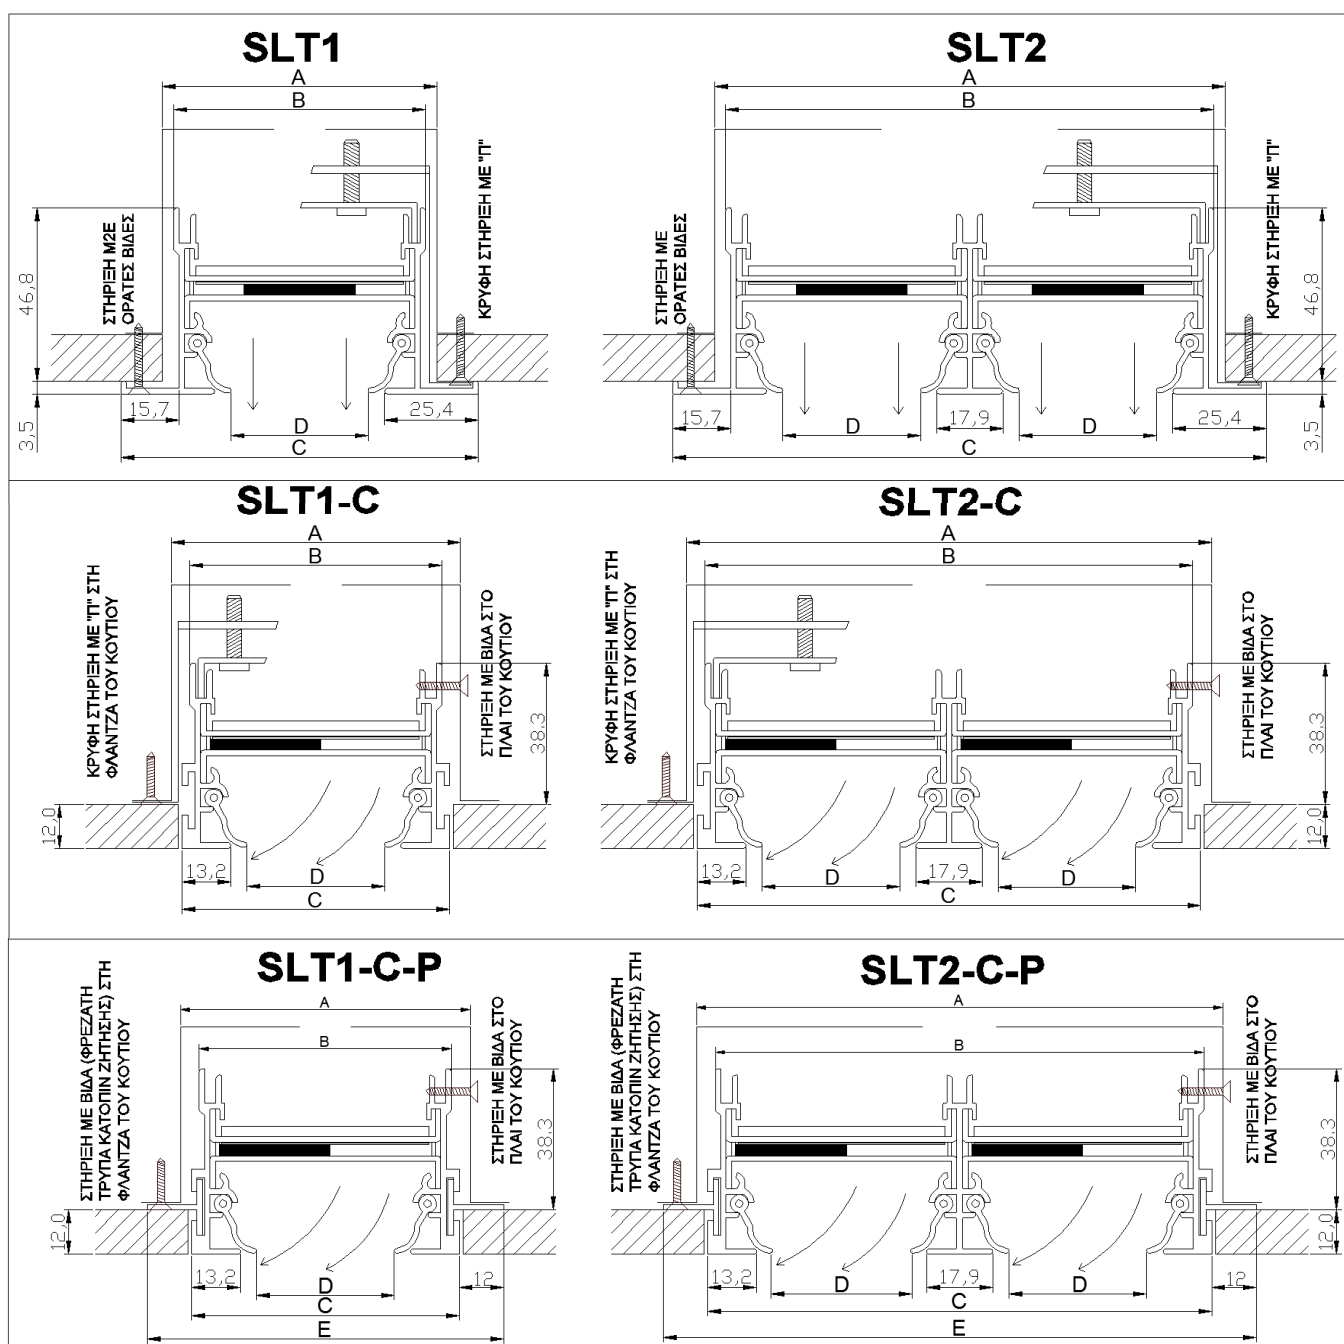 SLT1
A
B
ΣΤΗΡΙΞΗ Μ2Ε
ΟΡΑΤΕΣ ΒΙΔΕΣ
ΚΡΥΦΗ ΣΤΗΡΙΞΗ ΜΕ "Π"
46,8
3,5
15,7
25,4
D
C
SLT2
A
B
ΣΤΗΡΙΞΗ ΜΕ
ΟΡΑΤΕΣ ΒΙΔΕΣ
ΚΡΥΦΗ ΣΤΗΡΙΞΗ ΜΕ "Π"
46,8
3,5
15,7
D
17,9
D
25,4
C
SLT1-C
A
B
ΚΡΥΦΗ ΣΤΗΡΙΞΗ ΜΕ "Π" ΣΤΗ
ΦΛΑΝΤΖΑ ΤΟΥ ΚΟΥΤΙΟΥ
ΣΤΗΡΙΞΗ ΜΕ ΒΙΔΑ ΣΤΟ
ΠΛΑΙ ΤΟΥ ΚΟΥΤΙΟΥ
38,3
12,0
13,2
D
C
SLT2-C
A
B
ΚΡΥΦΗ ΣΤΗΡΙΞΗ ΜΕ "Π" ΣΤΗ
ΦΛΑΝΤΖΑ ΤΟΥ ΚΟΥΤΙΟΥ
ΣΤΗΡΙΞΗ ΜΕ ΒΙΔΑ ΣΤΟ
ΠΛΑΙ ΤΟΥ ΚΟΥΤΙΟΥ
38,3
12,0
13,2
D
17,9
D
C
SLT1-C-P
A
B
ΣΤΗΡΙΞΗ ΜΕ ΒΙΔΑ (ΦΡΕΖΑΤΗ
ΤΡΥΠΑ ΚΑΤΟΠΙΝ ΖΗΤΗΣΗΣ) ΣΤΗ
ΦΛΑΝΤΖΑ ΤΟΥ ΚΟΥΤΙΟΥ
ΣΤΗΡΙΞΗ ΜΕ ΒΙΔΑ ΣΤΟ
ΠΛΑΙ ΤΟΥ ΚΟΥΤΙΟΥ
38,3
12,0
13,2
D
12
C
E
SLT2-C-P
A
B
ΣΤΗΡΙΞΗ ΜΕ ΒΙΔΑ (ΦΡΕΖΑΤΗ
ΤΡΥΠΑ ΚΑΤΟΠΙΝ ΖΗΤΗΣΗΣ) ΣΤΗ
ΦΛΑΝΤΖΑ ΤΟΥ ΚΟΥΤΙΟΥ
ΣΤΗΡΙΞΗ ΜΕ ΒΙΔΑ ΣΤΟ
ΠΛΑΙ ΤΟΥ ΚΟΥΤΙΟΥ
38,3
12,0
13,2
D
17,9
D
12
C
E